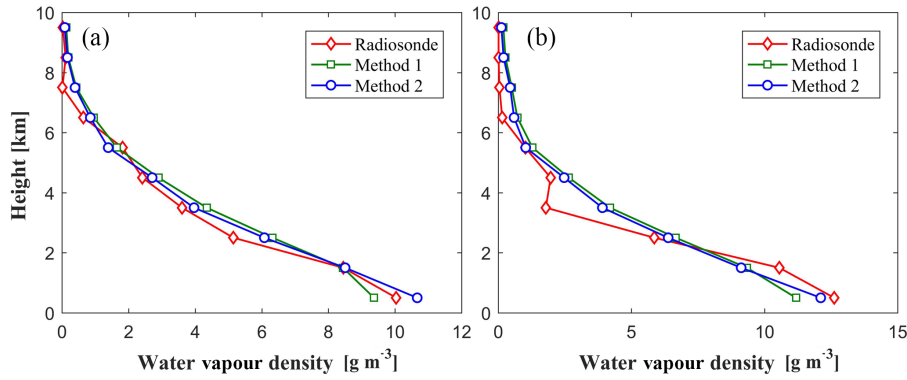 (a)
Radiosonde
Method 1
Method 2
Height [km]
10
8
6
4
2
0
0 2 4 6 8 10 12
Water vapour density [g m⁻³]
(b)
Radiosonde
Method 1
Method 2
10
8
6
4
2
0
0 5 10 15
Water vapour density [g m⁻³]